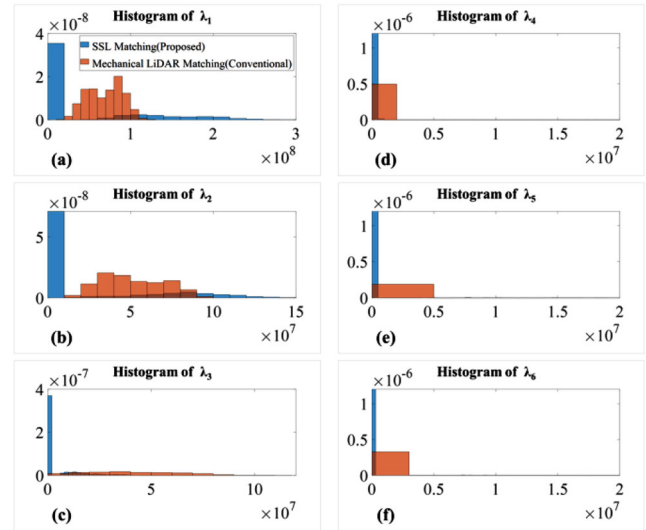 Histogram of λ1
×10^-8
4
2
0
SSL Matching(Proposed)
Mechanical LiDAR Matching(Conventional)
0 1 2 3
×10^8
(a)
Histogram of λ4
×10^-6
1
0.5
0
0 0.5 1 1.5 2
×10^7
(d)
Histogram of λ2
×10^-8
5
0
0 5 10 15
×10^7
(b)
Histogram of λ5
×10^-6
1
0.5
0
0 0.5 1 1.5 2
×10^7
(e)
Histogram of λ3
×10^-7
4
2
0
0 5 10
×10^7
(c)
Histogram of λ6
×10^-6
1
0.5
0
0 0.5 1 1.5 2
×10^7
(f)